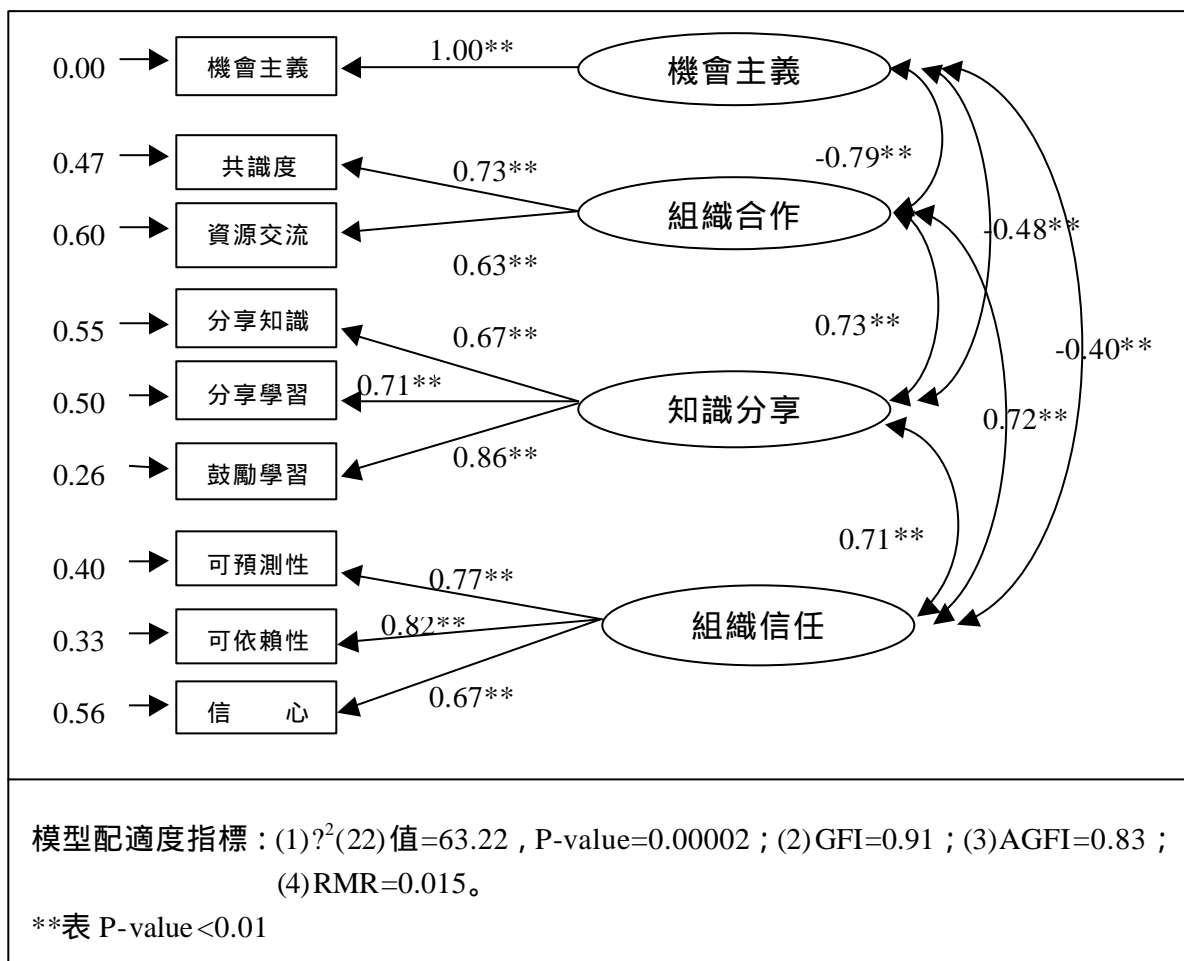 0.00 機會主義 1.00** 機會主義
0.47 共識度 0.73** -0.79**
組織合作
0.60 資源交流 0.63** -0.48**
0.55 分享知識 0.67** 0.73** -0.40**
0.50 分享學習 0.71** 知識分享 0.72**
0.26 鼓勵學習 0.86**
0.40 可預測性 0.77** 0.71**
0.33 可依賴性 0.82** 組織信任
0.56 信 心 0.67**
模型配適度指標：(1)?²(22)值=63.22，P-value=0.00002；(2)GFI=0.91；(3)AGFI=0.83；
(4)RMR=0.015。
**表 P-value<0.01